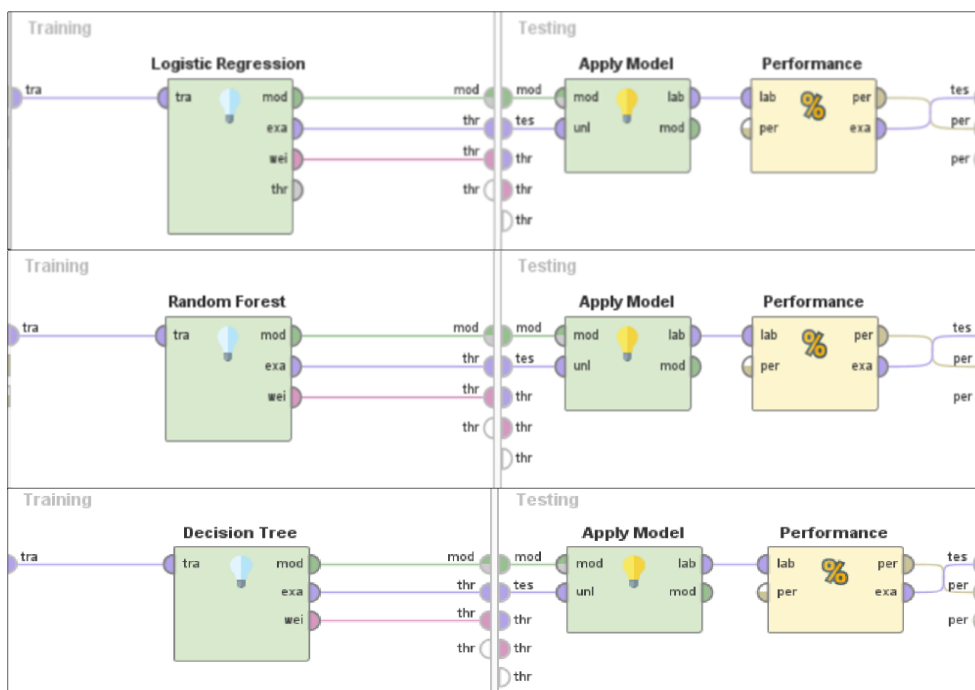 Training Testing
Logistic Regression Apply Model Performance
tra tra mod mod mod mod lab lab per tes
exa thr tes unl mod per exa per
wei thr thr per
thr thr thr
thr
Training Testing
Random Forest Apply Model Performance
tra tra mod mod mod mod lab lab per tes
exa thr tes unl mod per exa per
wei thr thr per
thr thr
thr
Training Testing
Decision Tree Apply Model Performance
tra tra mod mod mod mod lab lab per tes
exa thr tes unl mod per exa per
wei thr thr per
thr thr
thr